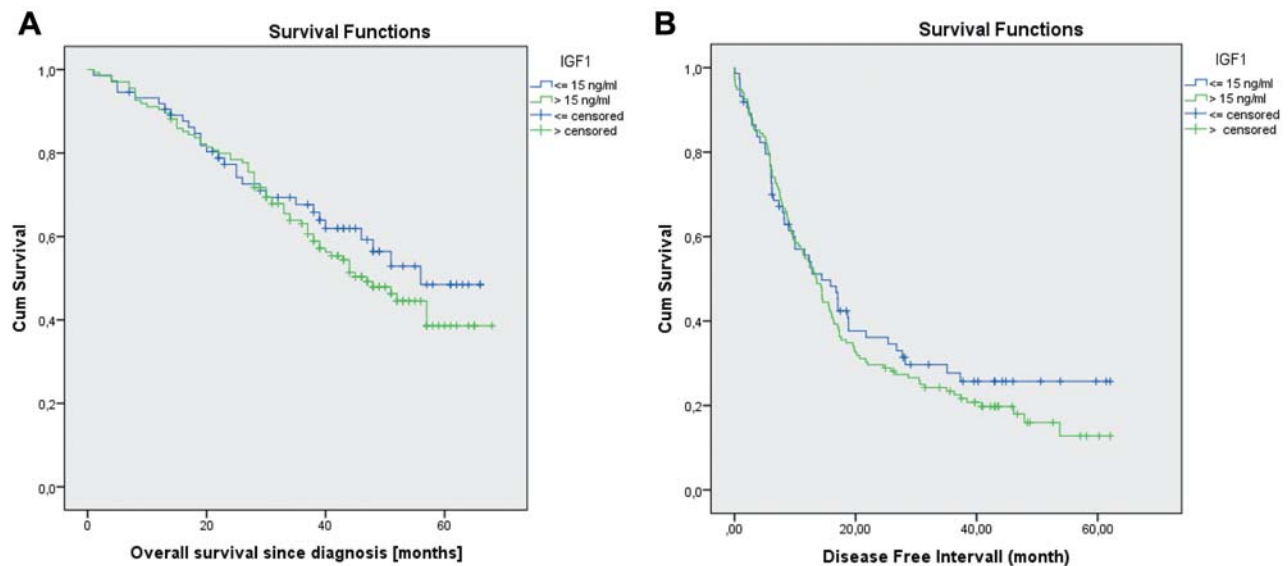 A
Survival Functions
IGF1
<= 15 ng/ml
> 15 ng/ml
<= censored
> censored
1,0
0,8
0,6
0,4
0,2
0,0
Cum Survival
0
20
40
60
Overall survival since diagnosis [months]
B
Survival Functions
IGF1
<= 15 ng/ml
> 15 ng/ml
<= censored
> censored
1,0
0,8
0,6
0,4
0,2
0,0
Cum Survival
,00
20,00
40,00
60,00
Disease Free Intervall (month)